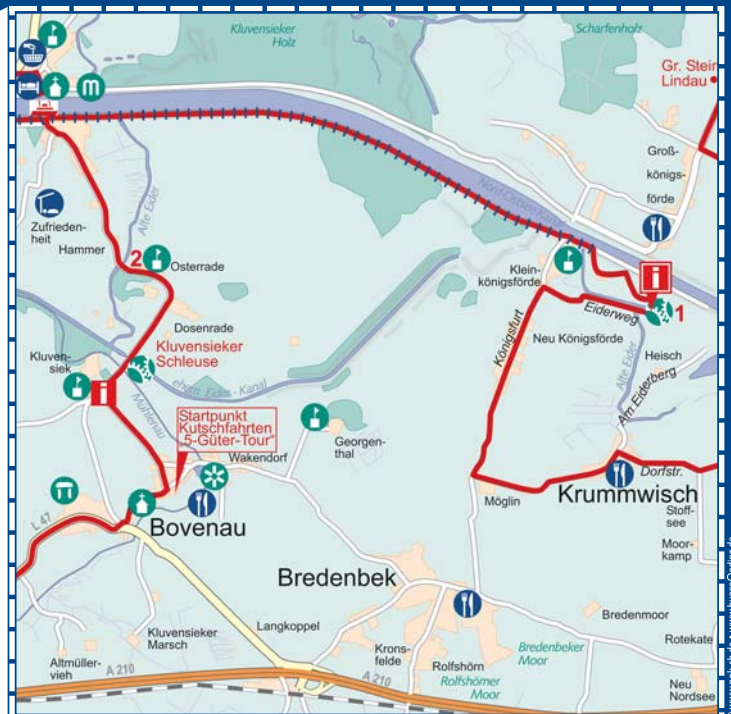 Kluvensieker
Holz
Scharfenholz
Gr. Stein
Lindau
m
Groß-
königs-
förde
Nord-Ostsee-Kanal
Alte Eider
Zufrieden-
heit
Hammer
2
Osterrade
Klein-
königsförde
i
1
Eiderweg
Königsfurt
Neu Königsförde
Dosenrade
Kluvensieker
Schleuse
Kluven-
siek
i
ehem. Eider-Kanal
Mühlenau
Alte Eider
Heisch
Am Eiderberg
Startpunkt
Kutschfahrten
„5-Güter-Tour“
Wakendorf
Georgen-
thal
Dorfstr.
Krummwisch
Möglin
Stoff-
see
Moor-
kamp
L 47
Bovenau
Bredenbek
Kluvensieker
Marsch
Langkoppel
Altmüller-
vieh
A 210
Krons-
felde
Rolfshörn
Rolfshörner
Moor
A 210
Bredenbeker
Moor
Bredenmoor
Rotekate
Neu
Nordsee